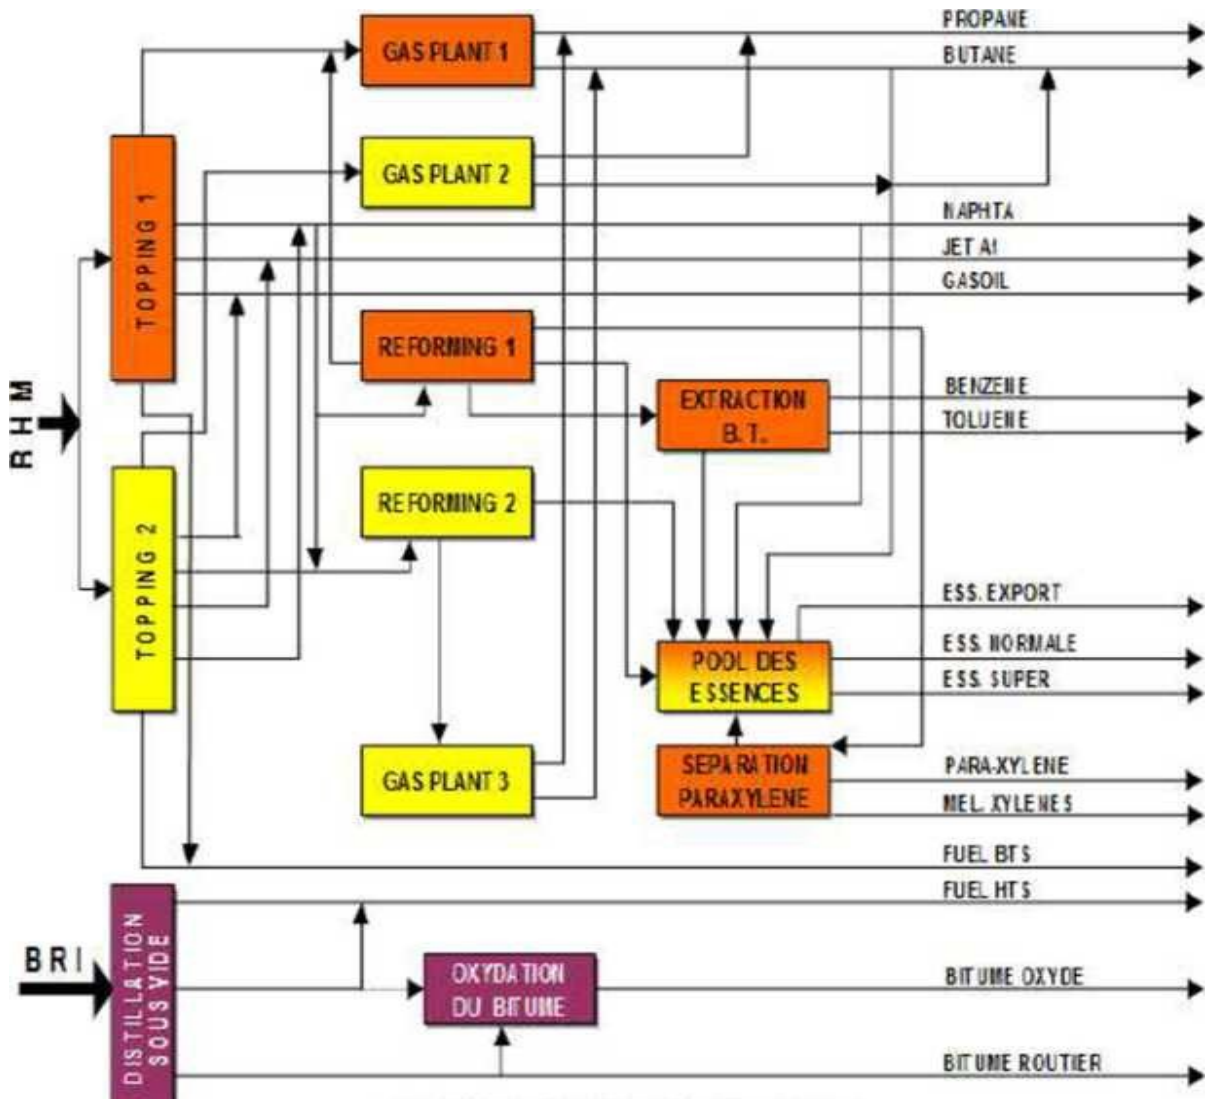 PROPANE
GAS PLANT 1
BUTANE
GAS PLANT 2
TOPPING 1
NAPHTA
JET A1
GASOIL
REFORMING 1
RHM
EXTRACTION
B.T.
BENZENE
TOLUENE
TOPPING 2
REFORMING 2
ESS. EXPORT
POOL DES
ESSENCES
ESS. NORMALE
ESS. SUPER
GAS PLANT 3
SEPARATION
PARAXYLENE
PARA-XYLENE
MEL. XYLENES
FUEL BTS
FUEL HTS
BRI
DISTILLATION
SOUS VIDE
OXYDATION
DU BITUME
BITUME OXYDE
BITUME ROUTIER